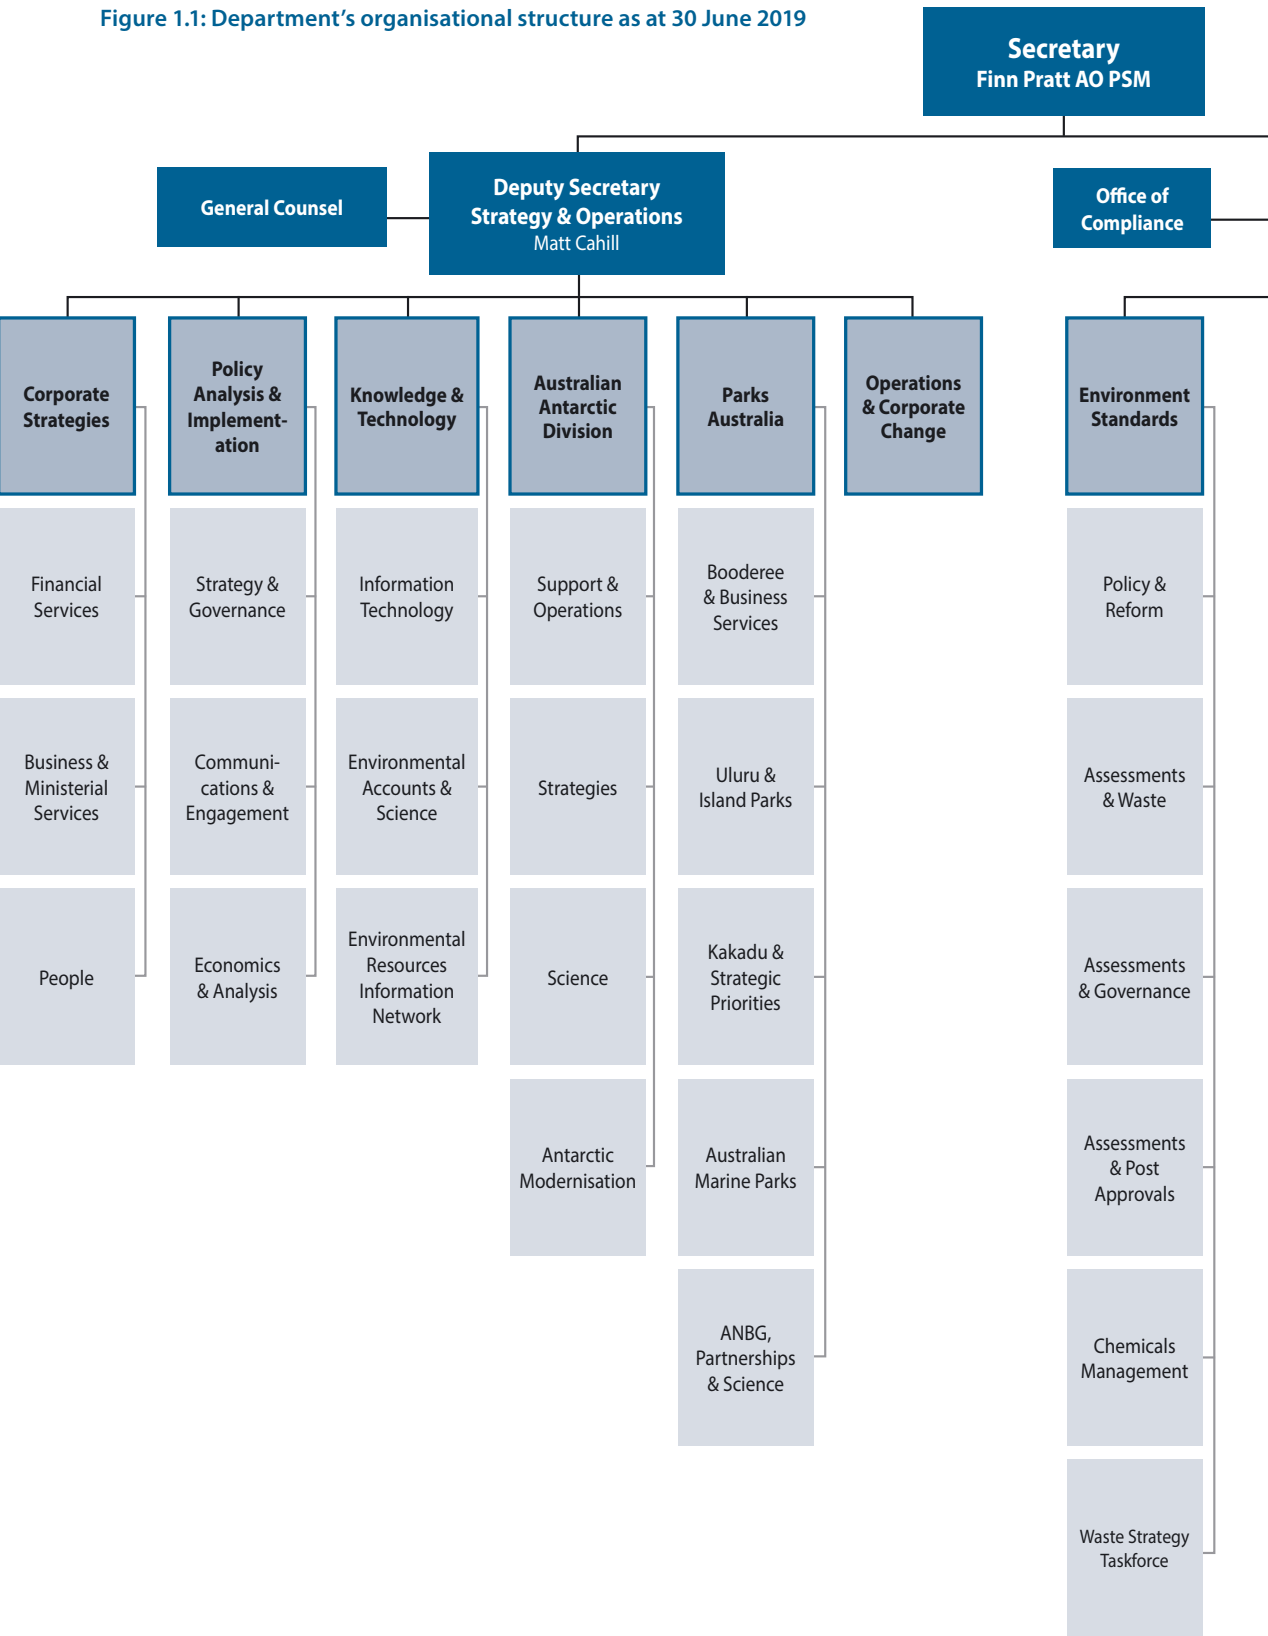 Figure 1.1: Department’s organisational structure as at 30 June 2019
Secretary
Finn Pratt AO PSM
General Counsel
Deputy Secretary
Strategy & Operations
Matt Cahill
Office of
Compliance
Corporate
Strategies
Policy
Analysis &
Implement-
ation
Knowledge &
Technology
Australian
Antarctic
Division
Parks
Australia
Operations
& Corporate
Change
Environment
Standards
Financial
Services
Strategy &
Governance
Information
Technology
Support &
Operations
Booderee
& Business
Services
Policy &
Reform
Business &
Ministerial
Services
Communi-
cations &
Engagement
Environmental
Accounts &
Science
Strategies
Uluru &
Island Parks
Assessments
& Waste
People
Economics
& Analysis
Environmental
Resources
Information
Network
Science
Kakadu &
Strategic
Priorities
Assessments
& Governance
Antarctic
Modernisation
Australian
Marine Parks
Assessments
& Post
Approvals
ANBG,
Partnerships
& Science
Chemicals
Management
Waste Strategy
Taskforce